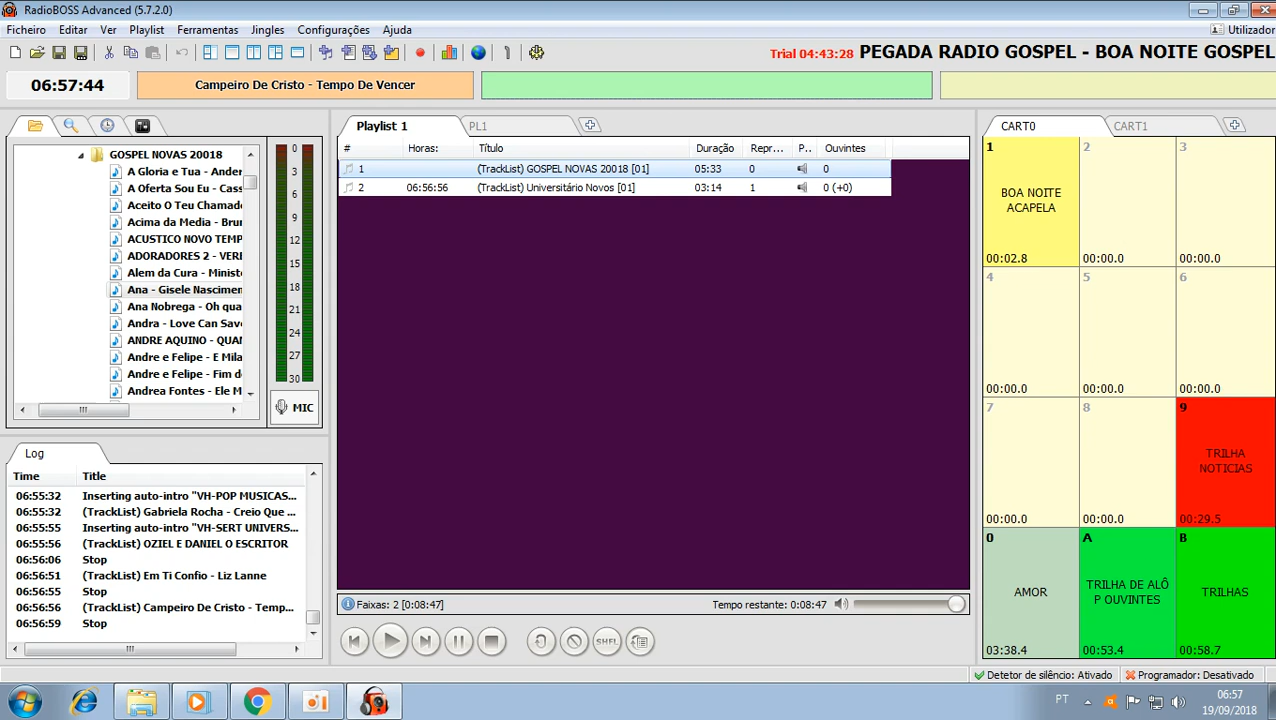 RadioBOSS Advanced (5.7.2.0)
Ficheiro Editar Ver Playlist Ferramentas Jingles Configurações Ajuda Utilizador
Trial 04:43:28 PEGADA RADIO GOSPEL - BOA NOITE GOSPEL
06:57:44 Campeiro De Cristo - Tempo De Vencer
GOSPEL NOVAS 20018
A Gloria e Tua - Ander
A Oferta Sou Eu - Cass
Aceito O Teu Chamado
Acima da Media - Bru
ACUSTICO NOVO TEMP
ADORADORES 2 - VER
Alem da Cura - Minist
Ana - Gisele Nascimen
Ana Nobrega - Oh qua
Andra - Love Can Sav
ANDRE AQUINO - QUA
Andre e Felipe - E Mila
Andre e Felipe - Fim d
Andrea Fontes - Ele M
0
3
6
9
12
15
18
21
24
27
30
MIC
Log
Time Title
06:55:32 Inserting auto-intro "VH-POP MUSICAS...
06:55:32 (TrackList) Gabriela Rocha - Creio Que ...
06:55:55 Inserting auto-intro "VH-SERT UNIVERS...
06:55:56 (TrackList) OZIEL E DANIEL O ESCRITOR
06:56:06 Stop
06:56:51 (TrackList) Em Ti Confio - Liz Lanne
06:56:55 Stop
06:56:56 (TrackList) Campeiro De Cristo - Temp...
06:56:59 Stop
Playlist 1 PL1
# Horas: Título Duração Repr... P.. Ouvintes
1 (TrackList) GOSPEL NOVAS 20018 [01] 05:33 0 0
2 06:56:56 (TrackList) Universitário Novos [01] 03:14 1 0 (+0)
Faixas: 2 [0:08:47] Tempo restante: 0:08:47
SHFL
CART0 CART1
1 2 3
BOA NOITE
ACAPELA
00:02.8 00:00.0 00:00.0
4 5 6
00:00.0 00:00.0 00:00.0
7 8 9
TRILHA
NOTICIAS
00:00.0 00:00.0 00:29.5
0 A B
AMOR
TRILHA DE ALÔ
P OUVINTES
TRILHAS
03:38.4 00:53.4 00:58.7
Detetor de silêncio: Ativado Programador: Desativado
PT 06:57
19/09/2018